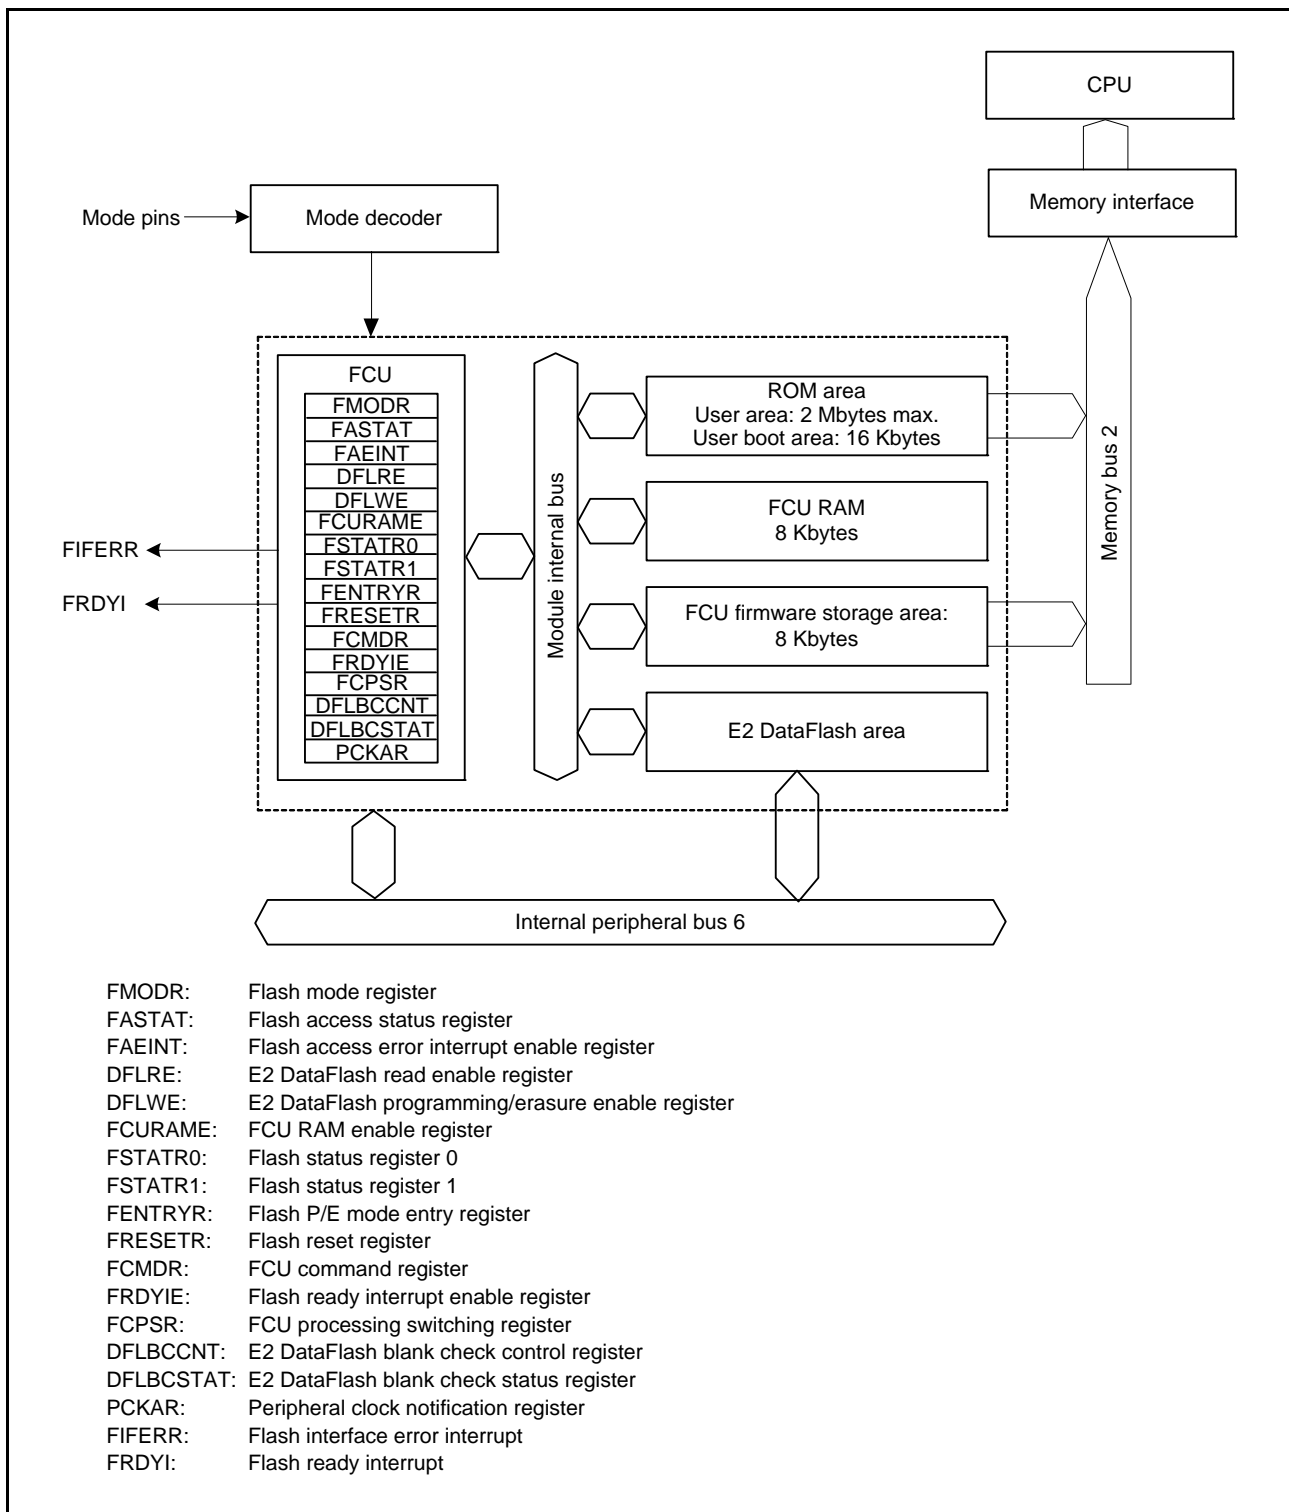 CPU
Memory interface
Mode pins
Mode decoder
FCU
FMODR
FASTAT
FAEINT
DFLRE
DFLWE
FCURAME
FSTATR0
FSTATR1
FENTRYR
FRESETR
FCMDR
FRDYIE
FCPSR
DFLBCCNT
DFLBCSTAT
PCKAR
FIFERR
FRDYI
Module internal bus
ROM area
User area: 2 Mbytes max.
User boot area: 16 Kbytes
FCU RAM
8 Kbytes
FCU firmware storage area:
8 Kbytes
E2 DataFlash area
Memory bus 2
Internal peripheral bus 6
FMODR: Flash mode register
FASTAT: Flash access status register
FAEINT: Flash access error interrupt enable register
DFLRE: E2 DataFlash read enable register
DFLWE: E2 DataFlash programming/erasure enable register
FCURAME: FCU RAM enable register
FSTATR0: Flash status register 0
FSTATR1: Flash status register 1
FENTRYR: Flash P/E mode entry register
FRESETR: Flash reset register
FCMDR: FCU command register
FRDYIE: Flash ready interrupt enable register
FCPSR: FCU processing switching register
DFLBCCNT: E2 DataFlash blank check control register
DFLBCSTAT: E2 DataFlash blank check status register
PCKAR: Peripheral clock notification register
FIFERR: Flash interface error interrupt
FRDYI: Flash ready interrupt